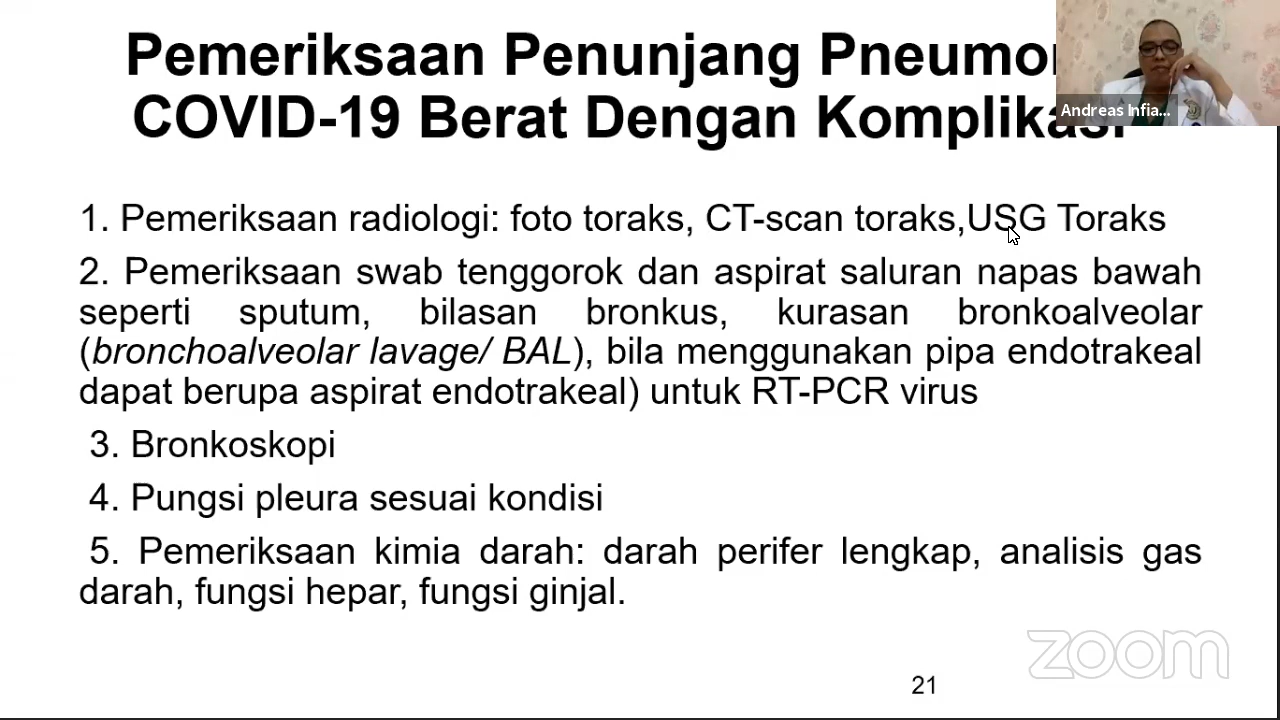 Pemeriksaan Penunjang
COVID-19 Berat Dengan Komplikasi
Andreas Infia...
1. Pemeriksaan radiologi: foto toraks, CT-scan toraks,USG Toraks
2. Pemeriksaan swab tenggorok dan aspirat saluran napas bawah
seperti sputum, bilasan bronkus, kurasan bronkoalveolar
(bronchoalveolar lavage/ BAL), bila menggunakan pipa endotrakeal
dapat berupa aspirat endotrakeal) untuk RT-PCR virus
3. Bronkoskopi
4. Pungsi pleura sesuai kondisi
5. Pemeriksaan kimia darah: darah perifer lengkap, analisis gas
darah, fungsi hepar, fungsi ginjal.
zoom
21